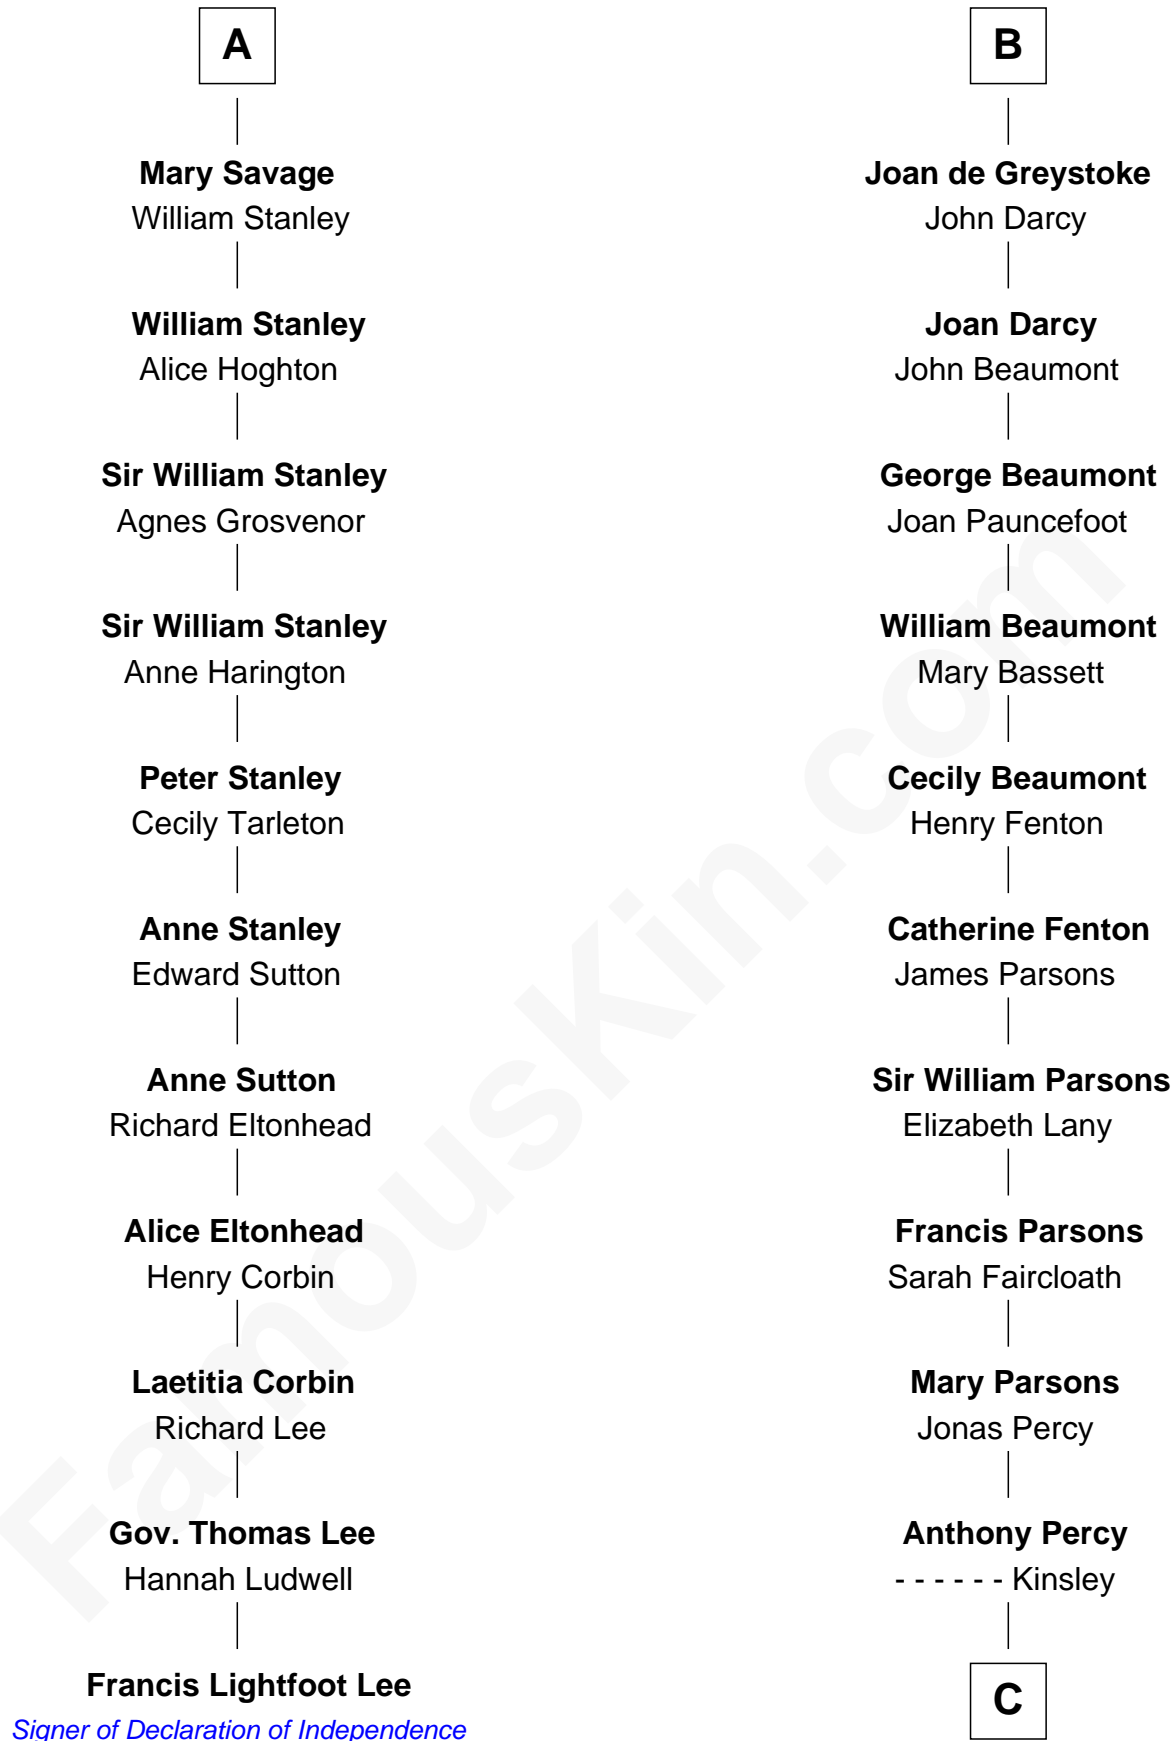 A
Mary Savage
William Stanley
William Stanley
Alice Hoghton
Sir William Stanley
Agnes Grosvenor
Sir William Stanley
Anne Harington
Peter Stanley
Cecily Tarleton
Anne Stanley
Edward Sutton
Anne Sutton
Richard Eltonhead
Alice Eltonhead
Henry Corbin
Laetitia Corbin
Richard Lee
Gov. Thomas Lee
Hannah Ludwell
Francis Lightfoot Lee
Signer of Declaration of Independence
B
Joan de Greystoke
John Darcy
Joan Darcy
John Beaumont
George Beaumont
Joan Pauncefoot
William Beaumont
Mary Bassett
Cecily Beaumont
Henry Fenton
Catherine Fenton
James Parsons
Sir William Parsons
Elizabeth Lany
Francis Parsons
Sarah Faircloath
Mary Parsons
Jonas Percy
Anthony Percy
- - - - - - Kinsley
C
FamousKin.com